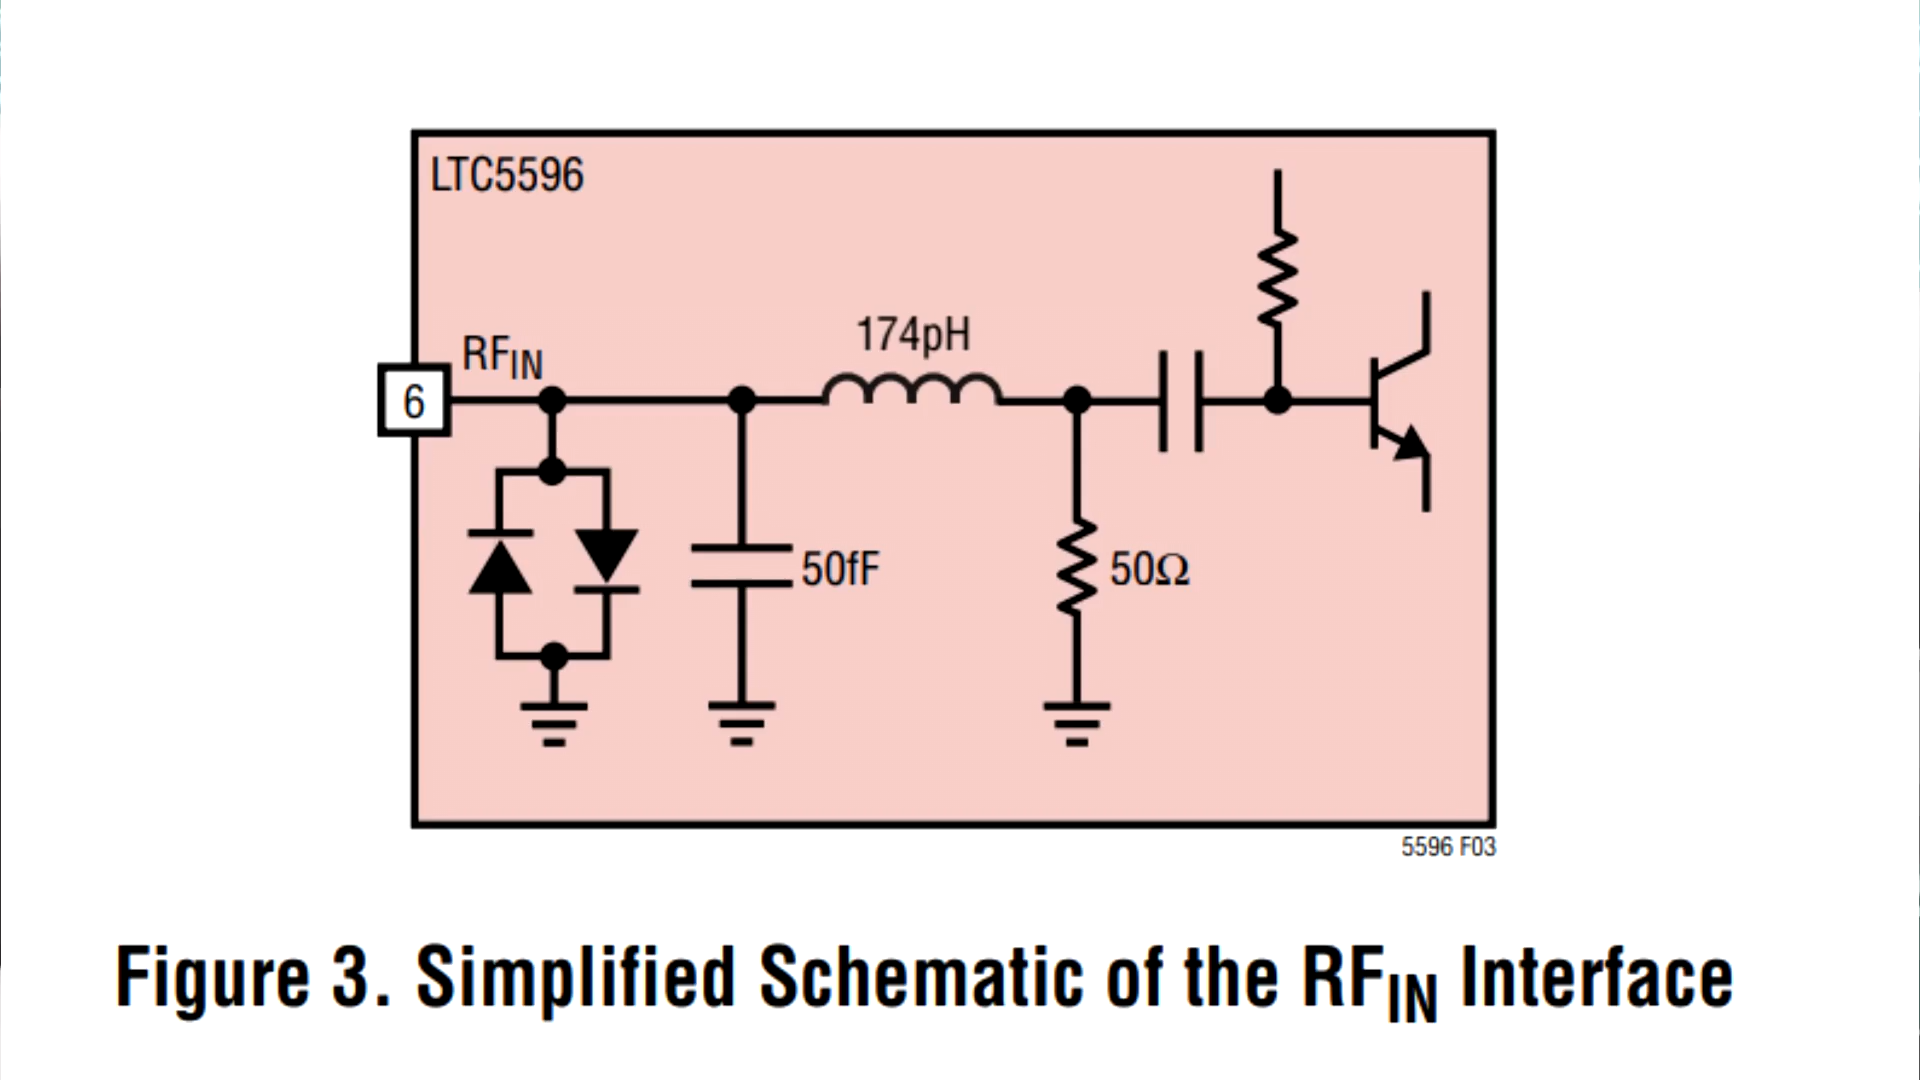 LTC5596
174pH
RFIN
6
50fF
50Ω
5596 F03
Figure 3. Simplified Schematic of the RFIN Interface